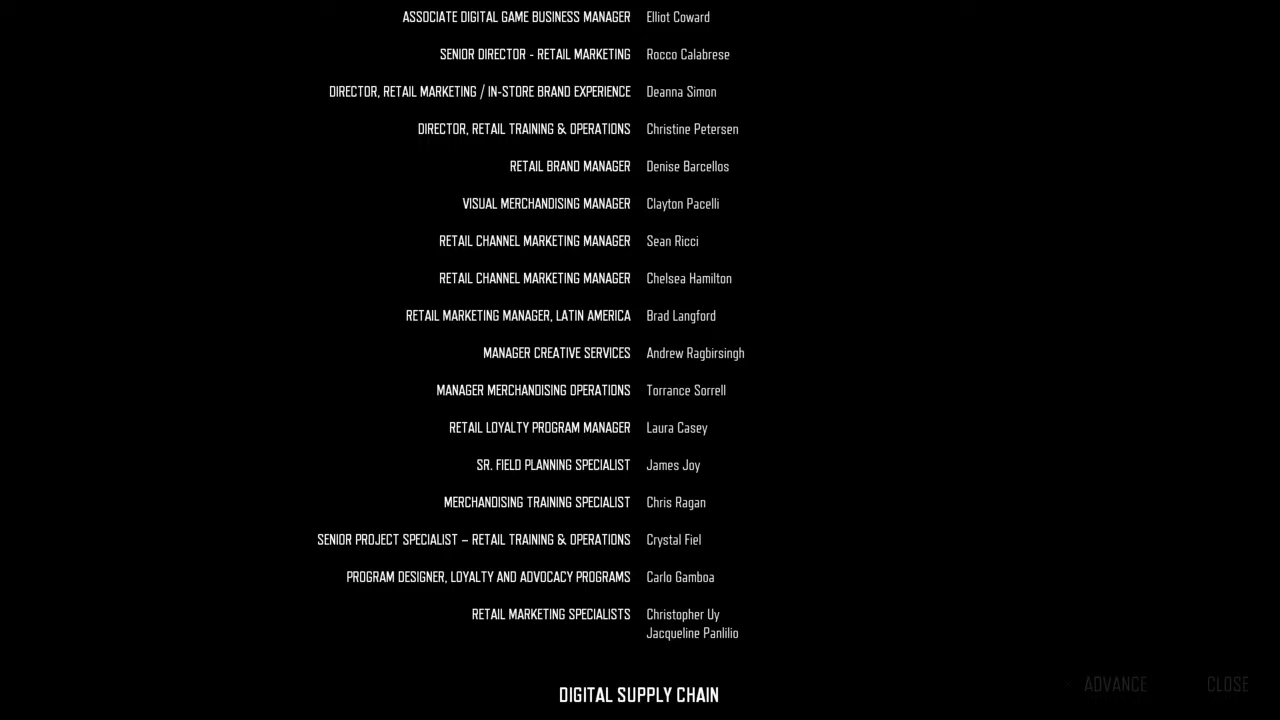 ASSOCIATE DIGITAL GAME BUSINESS MANAGER Elliot Coward
SENIOR DIRECTOR - RETAIL MARKETING Rocco Calabrese
DIRECTOR, RETAIL MARKETING / IN-STORE BRAND EXPERIENCE Deanna Simon
DIRECTOR, RETAIL TRAINING & OPERATIONS Christine Petersen
RETAIL BRAND MANAGER Denise Barcellos
VISUAL MERCHANDISING MANAGER Clayton Pacelli
RETAIL CHANNEL MARKETING MANAGER Sean Ricci
RETAIL CHANNEL MARKETING MANAGER Chelsea Hamilton
RETAIL MARKETING MANAGER, LATIN AMERICA Brad Langford
MANAGER CREATIVE SERVICES Andrew Ragbirsingh
MANAGER MERCHANDISING OPERATIONS Torrance Sorrell
RETAIL LOYALTY PROGRAM MANAGER Laura Casey
SR. FIELD PLANNING SPECIALIST James Joy
MERCHANDISING TRAINING SPECIALIST Chris Ragan
SENIOR PROJECT SPECIALIST – RETAIL TRAINING & OPERATIONS Crystal Fiel
PROGRAM DESIGNER, LOYALTY AND ADVOCACY PROGRAMS Carlo Gamboa
RETAIL MARKETING SPECIALISTS Christopher Uy
Jacqueline Panlilio
DIGITAL SUPPLY CHAIN
ADVANCE CLOSE